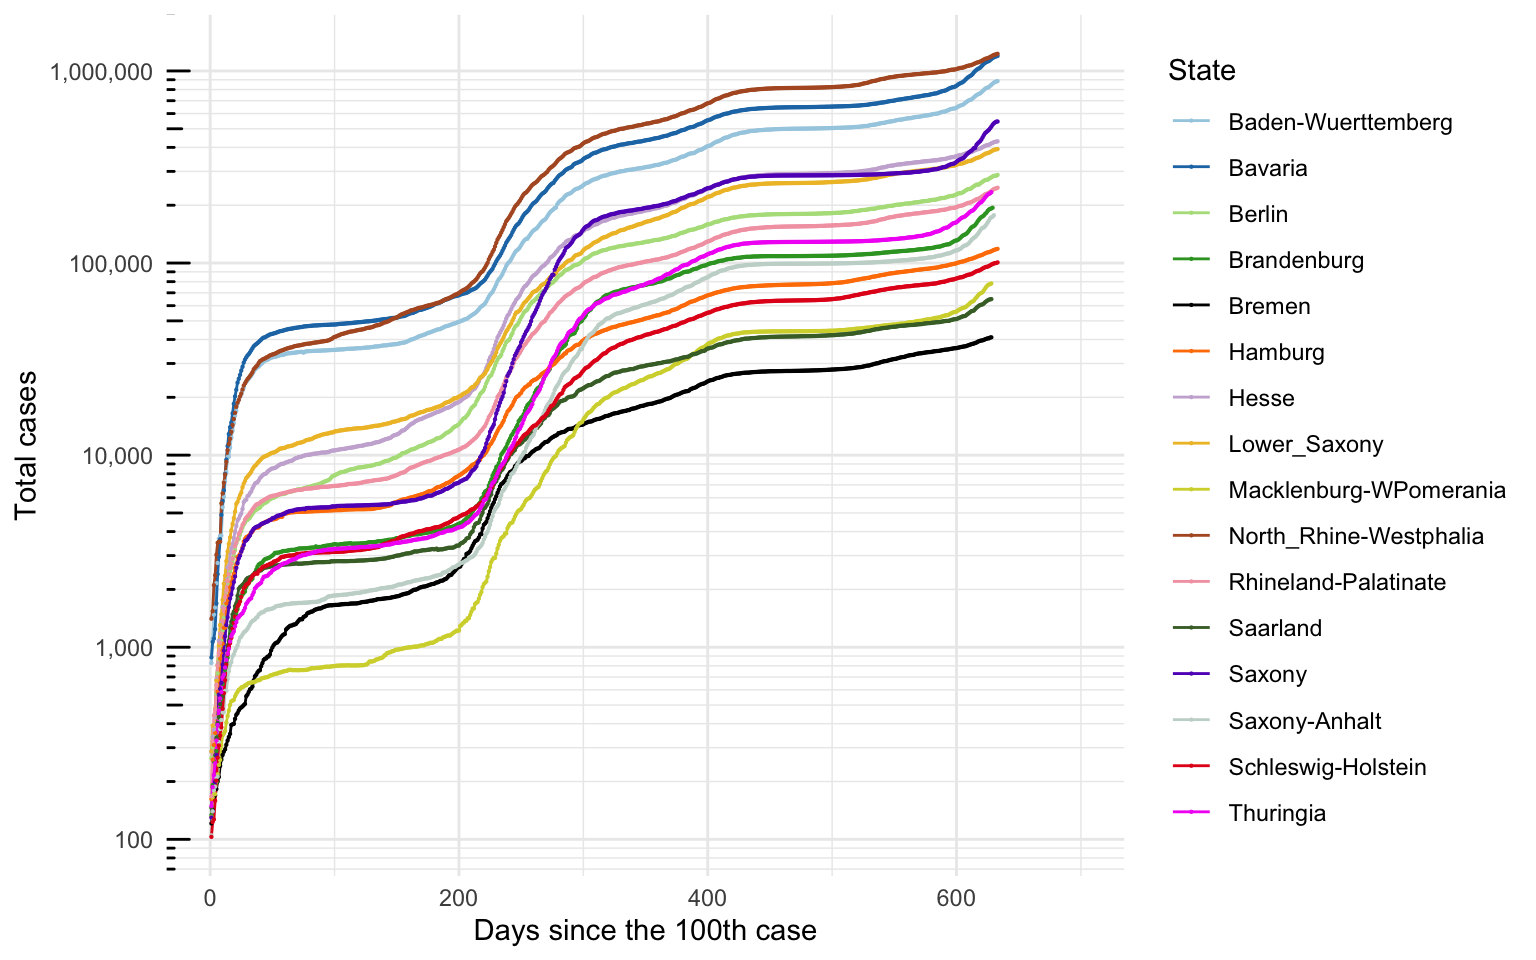 1,000,000
100,000
10,000
1,000
100
Total cases
0
200
400
600
Days since the 100th case
State
Baden-Wuerttemberg
Bavaria
Berlin
Brandenburg
Bremen
Hamburg
Hesse
Lower_Saxony
Macklenburg-WPomerania
North_Rhine-Westphalia
Rhineland-Palatinate
Saarland
Saxony
Saxony-Anhalt
Schleswig-Holstein
Thuringia